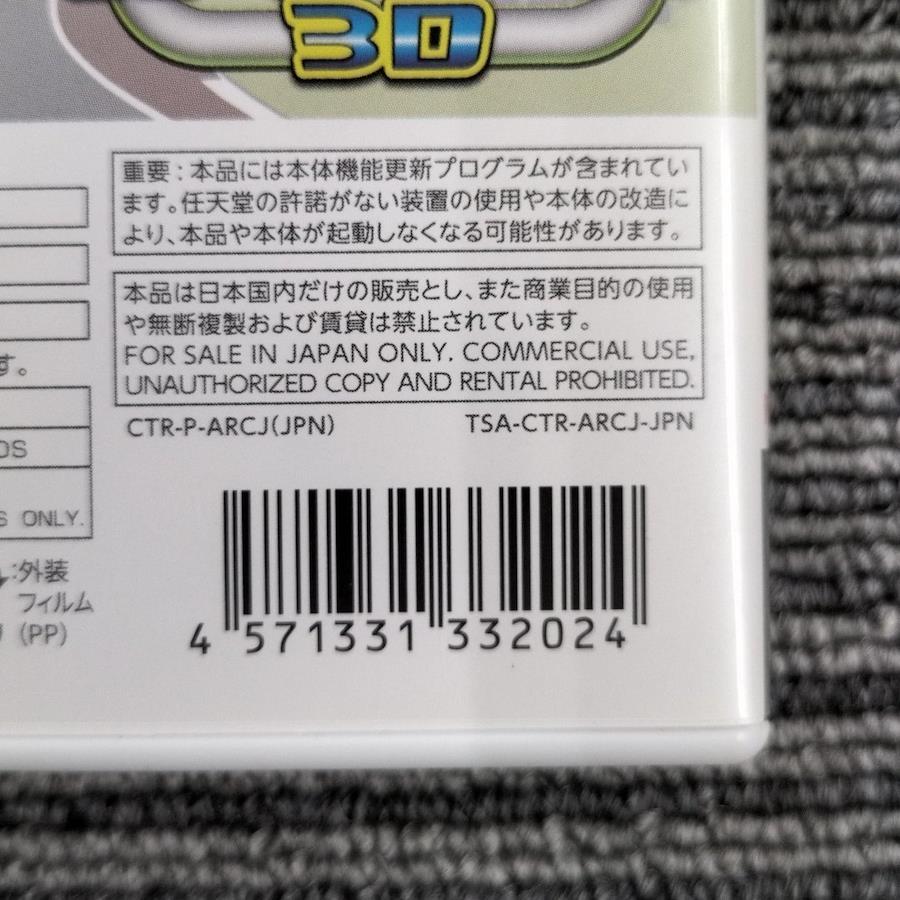 3D
重要：本品には本体機能更新プログラムが含まれてい
ます。任天堂の許諾がない装置の使用や本体の改造に
より、本品や本体が起動しなくなる可能性があります。
本品は日本国内だけの販売とし、また商業目的の使用
や無断複製および賃貸は禁止されています。
FOR SALE IN JAPAN ONLY. COMMERCIAL USE,
UNAUTHORIZED COPY AND RENTAL PROHIBITED.
CTR-P-ARCJ(JPN)
TSA-CTR-ARCJ-JPN
す。
DS
S ONLY.
:外装
フィルム
(PP)
4 571331 332024